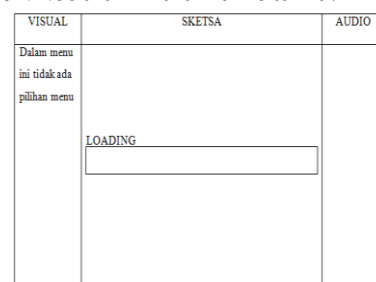 VISUAL SKETSA AUDIO
Dalam menu
ini tidak ada
pilihan menu
LOADING